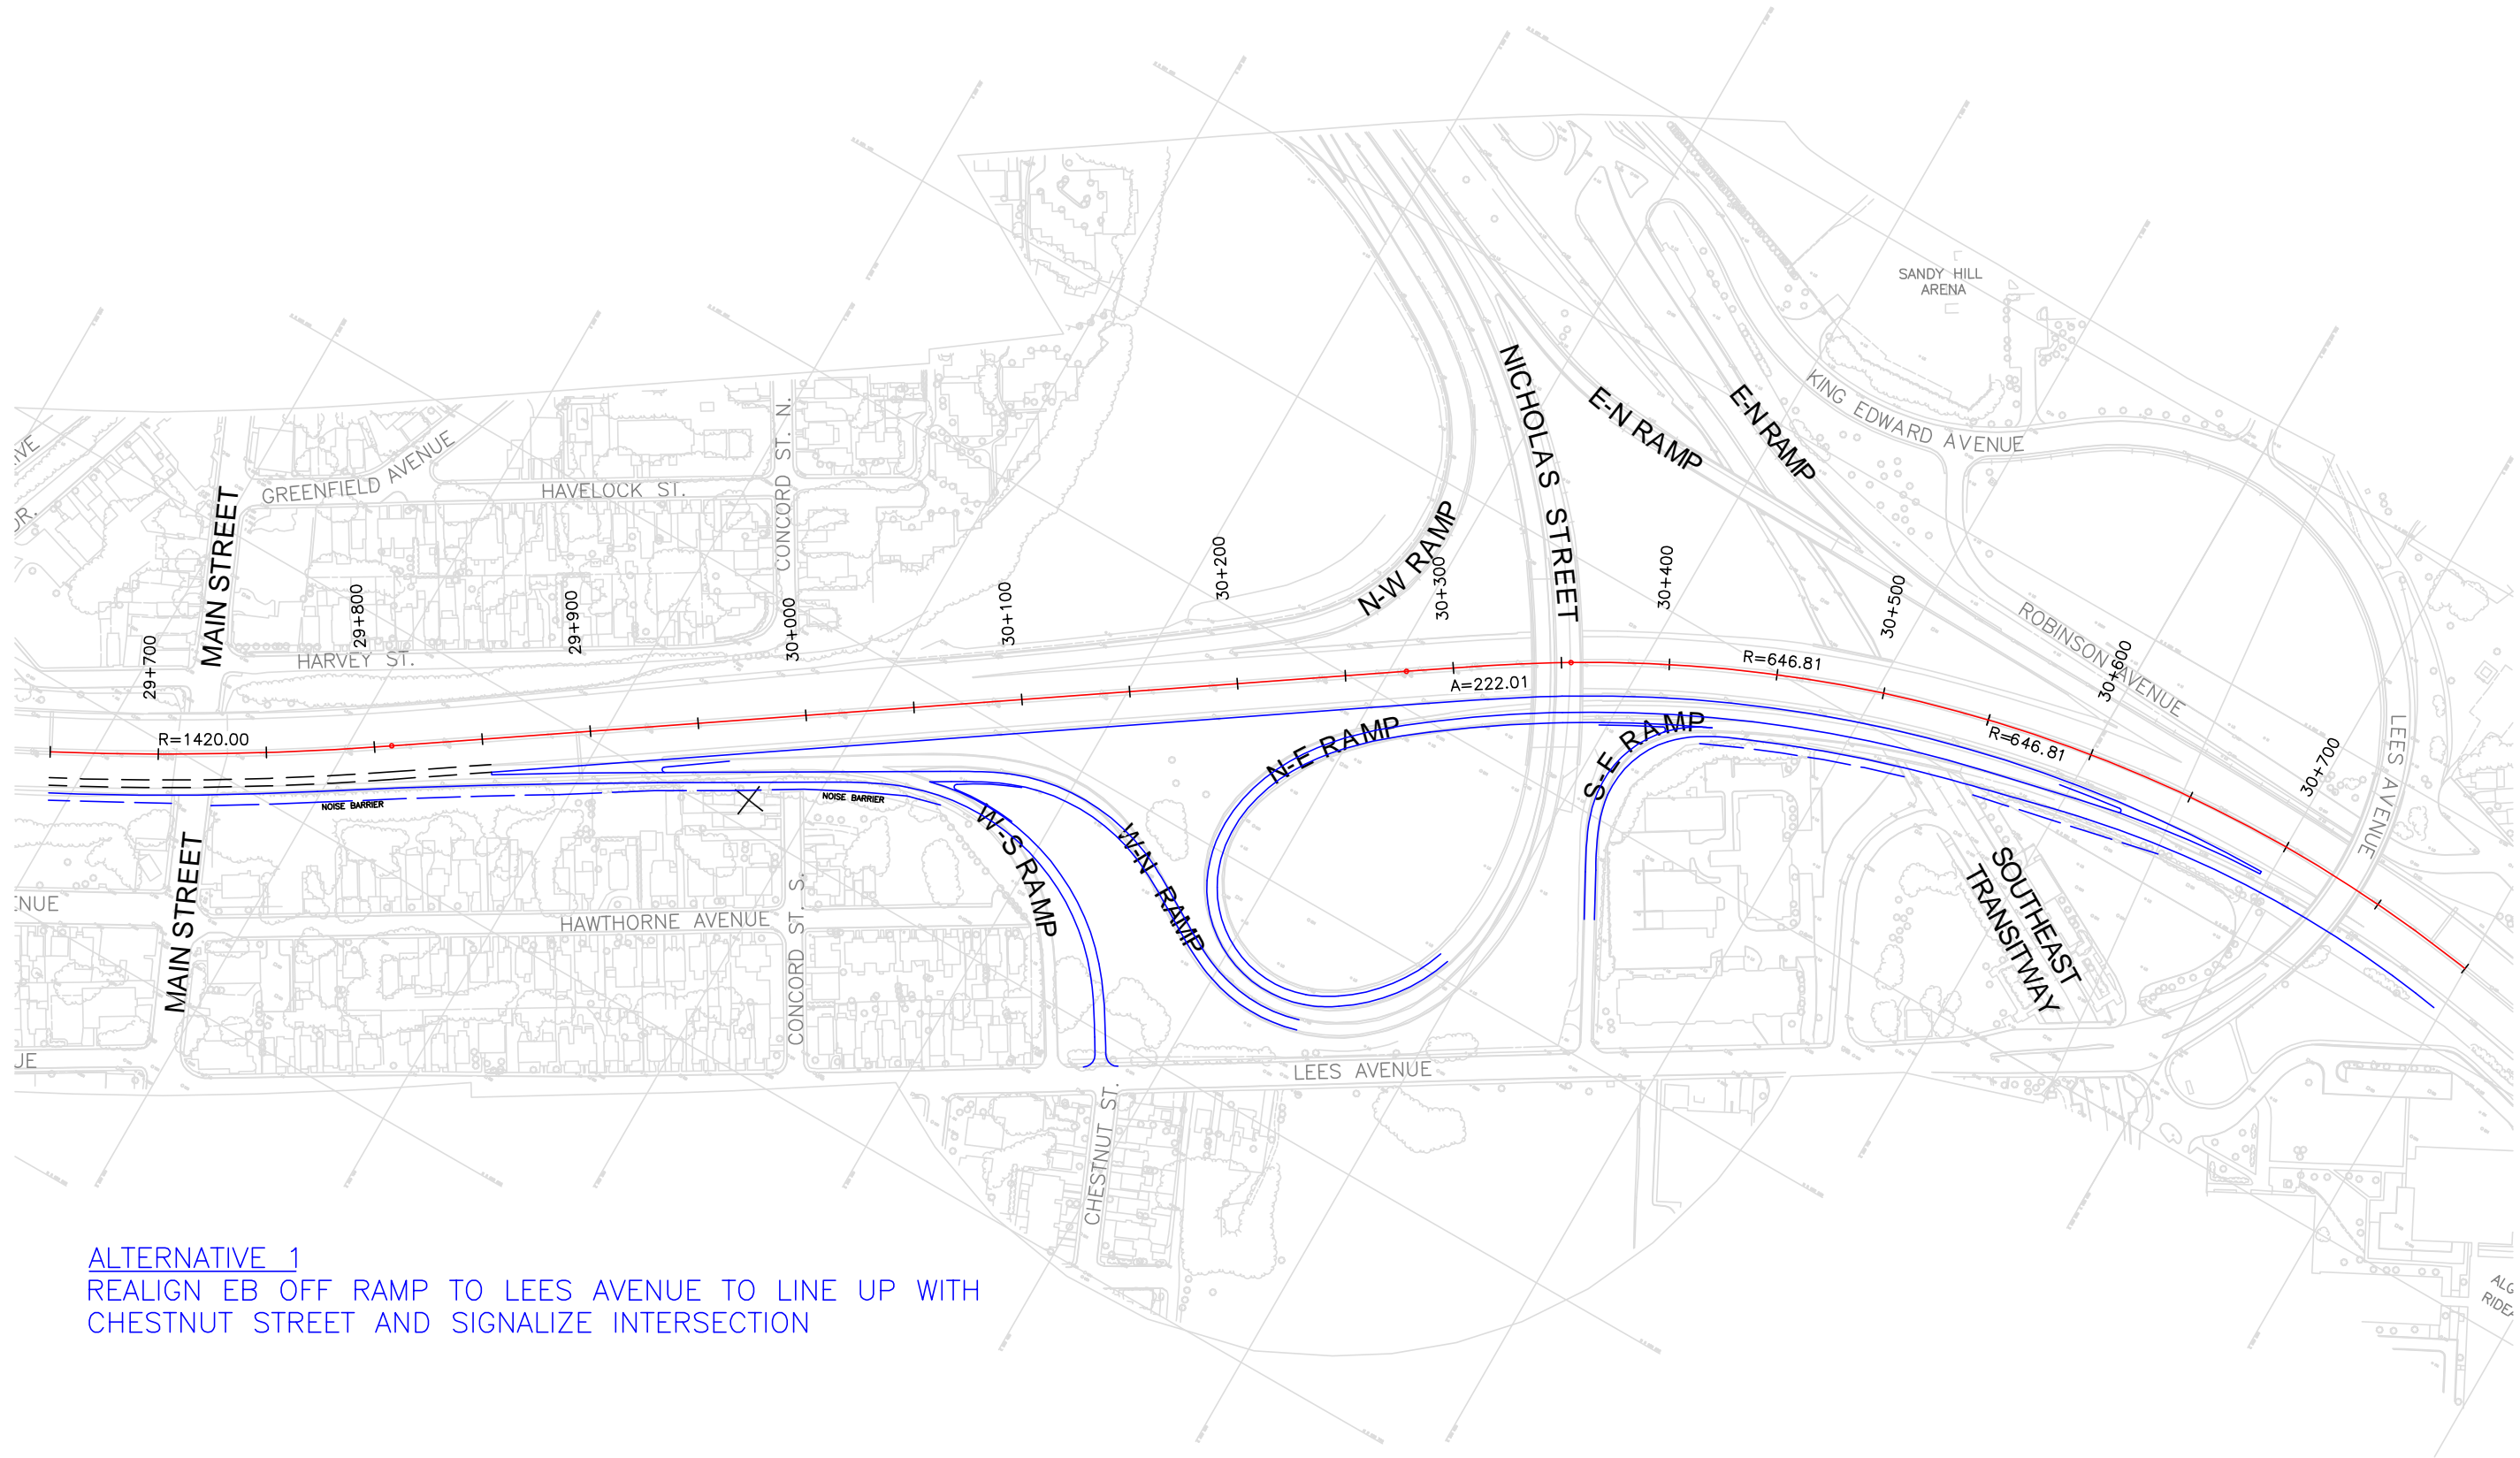 SANDY HILL
ARENA
KING EDWARD AVENUE
NICHOLAS STREET
E-N RAMP
E-N RAMP
N-W RAMP
ROBINSON AVENUE
LEES AVENUE
GREENFIELD AVENUE
HAVELOCK ST.
CONCORD ST. N.
MAIN STREET
HARVEY ST.
DR.
29+700
29+800
29+900
30+000
30+100
30+200
30+300
30+400
30+500
30+600
30+700
R=1420.00
A=222.01
R=646.81
R=646.81
NOISE BARRIER
NOISE BARRIER
N-E RAMP
S-E RAMP
W-S RAMP
W-N RAMP
MAIN STREET
HAWTHORNE AVENUE
CONCORD ST. S.
SOUTHEAST
TRANSITWAY
LEES AVENUE
CHESTNUT ST.
ALTERNATIVE 1
REALIGN EB OFF RAMP TO LEES AVENUE TO LINE UP WITH
CHESTNUT STREET AND SIGNALIZE INTERSECTION